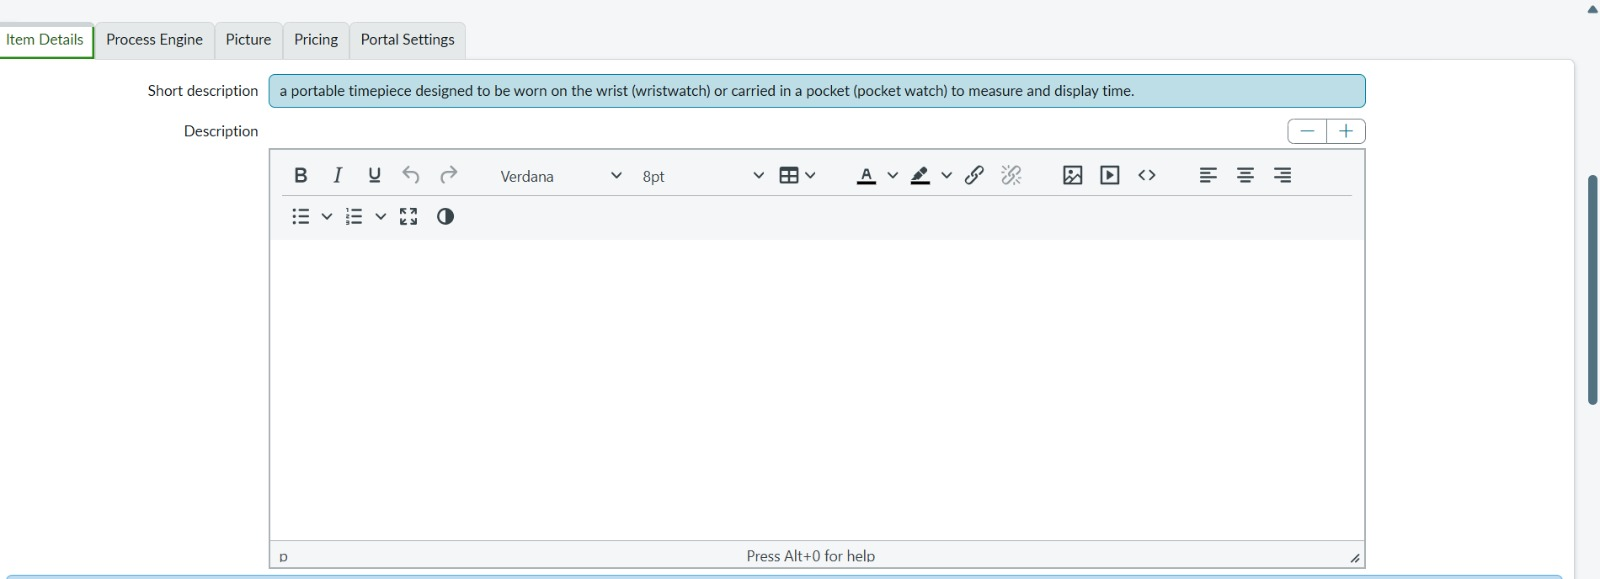 Item Details Process Engine Picture Pricing Portal Settings
Short description a portable timepiece designed to be worn on the wrist (wristwatch) or carried in a pocket (pocket watch) to measure and display time.
Description
B I U Verdana 8pt A
p Press Alt+0 for help